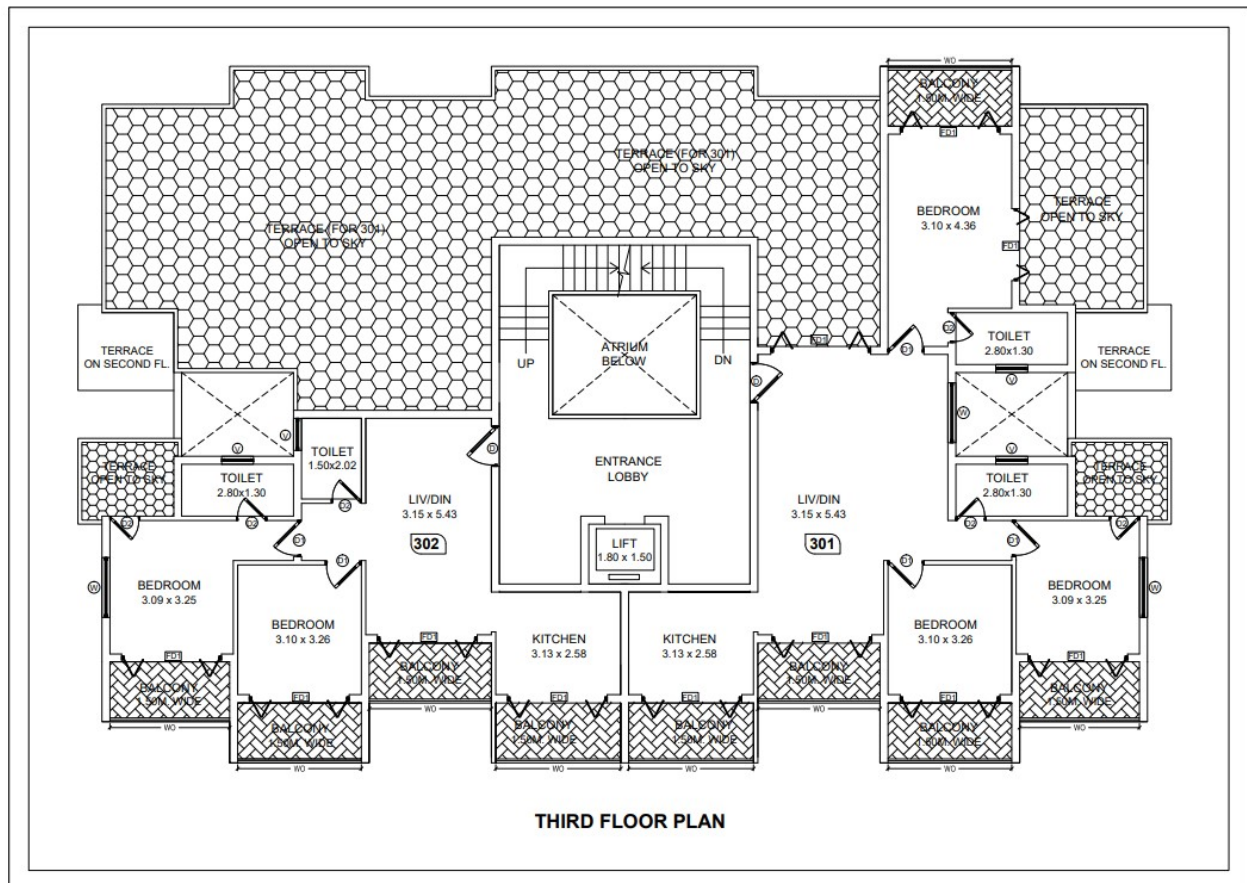 WO
BALCONY
1.50M. WIDE
FD1
TERRACE (FOR 301)
OPEN TO SKY
TERRACE
OPEN TO SKY
BEDROOM
3.10 x 4.36
FD1
TERRACE (FOR 301)
OPEN TO SKY
UP
ATRIUM
BELOW
DN
FD1
D1
D2
TOILET
2.80x1.30
TERRACE
ON SECOND FL.
TERRACE
ON SECOND FL.
D
V
W
V
V
V
D
TOILET
1.50x2.02
ENTRANCE
LOBBY
TERRACE
OPEN TO SKY
TOILET
2.80x1.30
TOILET
2.80x1.30
TERRACE
OPEN TO SKY
LIV/DIN
3.15 x 5.43
302
LIV/DIN
3.15 x 5.43
301
D2
D2
D2
D1
D1
LIFT
1.80 x 1.50
D2
D1
D1
D2
W
BEDROOM
3.09 x 3.25
BEDROOM
3.09 x 3.25
W
BEDROOM
3.10 x 3.26
KITCHEN
3.13 x 2.58
KITCHEN
3.13 x 2.58
BEDROOM
3.10 x 3.26
FD1
FD1
FD1
FD1
BALCONY
1.50M. WIDE
BALCONY
1.50M. WIDE
BALCONY
1.50M. WIDE
BALCONY
1.50M. WIDE
FD1
FD1
FD1
FD1
WO
WO
WO
WO
BALCONY
1.50M. WIDE
BALCONY
1.50M. WIDE
BALCONY
1.50M. WIDE
BALCONY
1.50M. WIDE
WO
WO
WO
WO
THIRD FLOOR PLAN